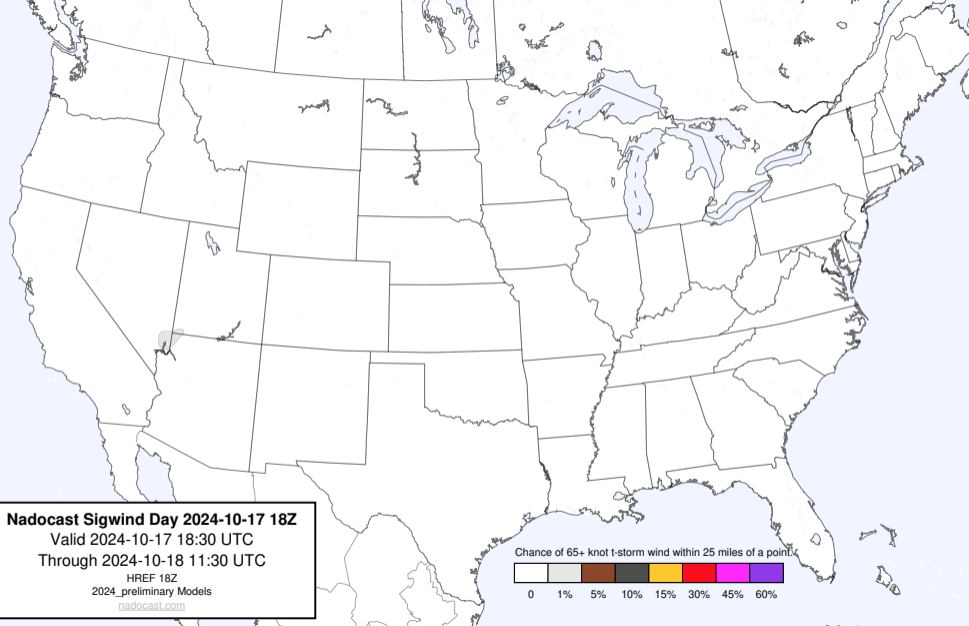 Nadocast Sigwind Day 2024-10-17 18Z
Valid 2024-10-17 18:30 UTC
Through 2024-10-18 11:30 UTC
HREF 18Z
2024_preliminary Models
nadocast.com
Chance of 65+ knot t-storm wind within 25 miles of a point.
0 1% 5% 10% 15% 30% 45% 60%